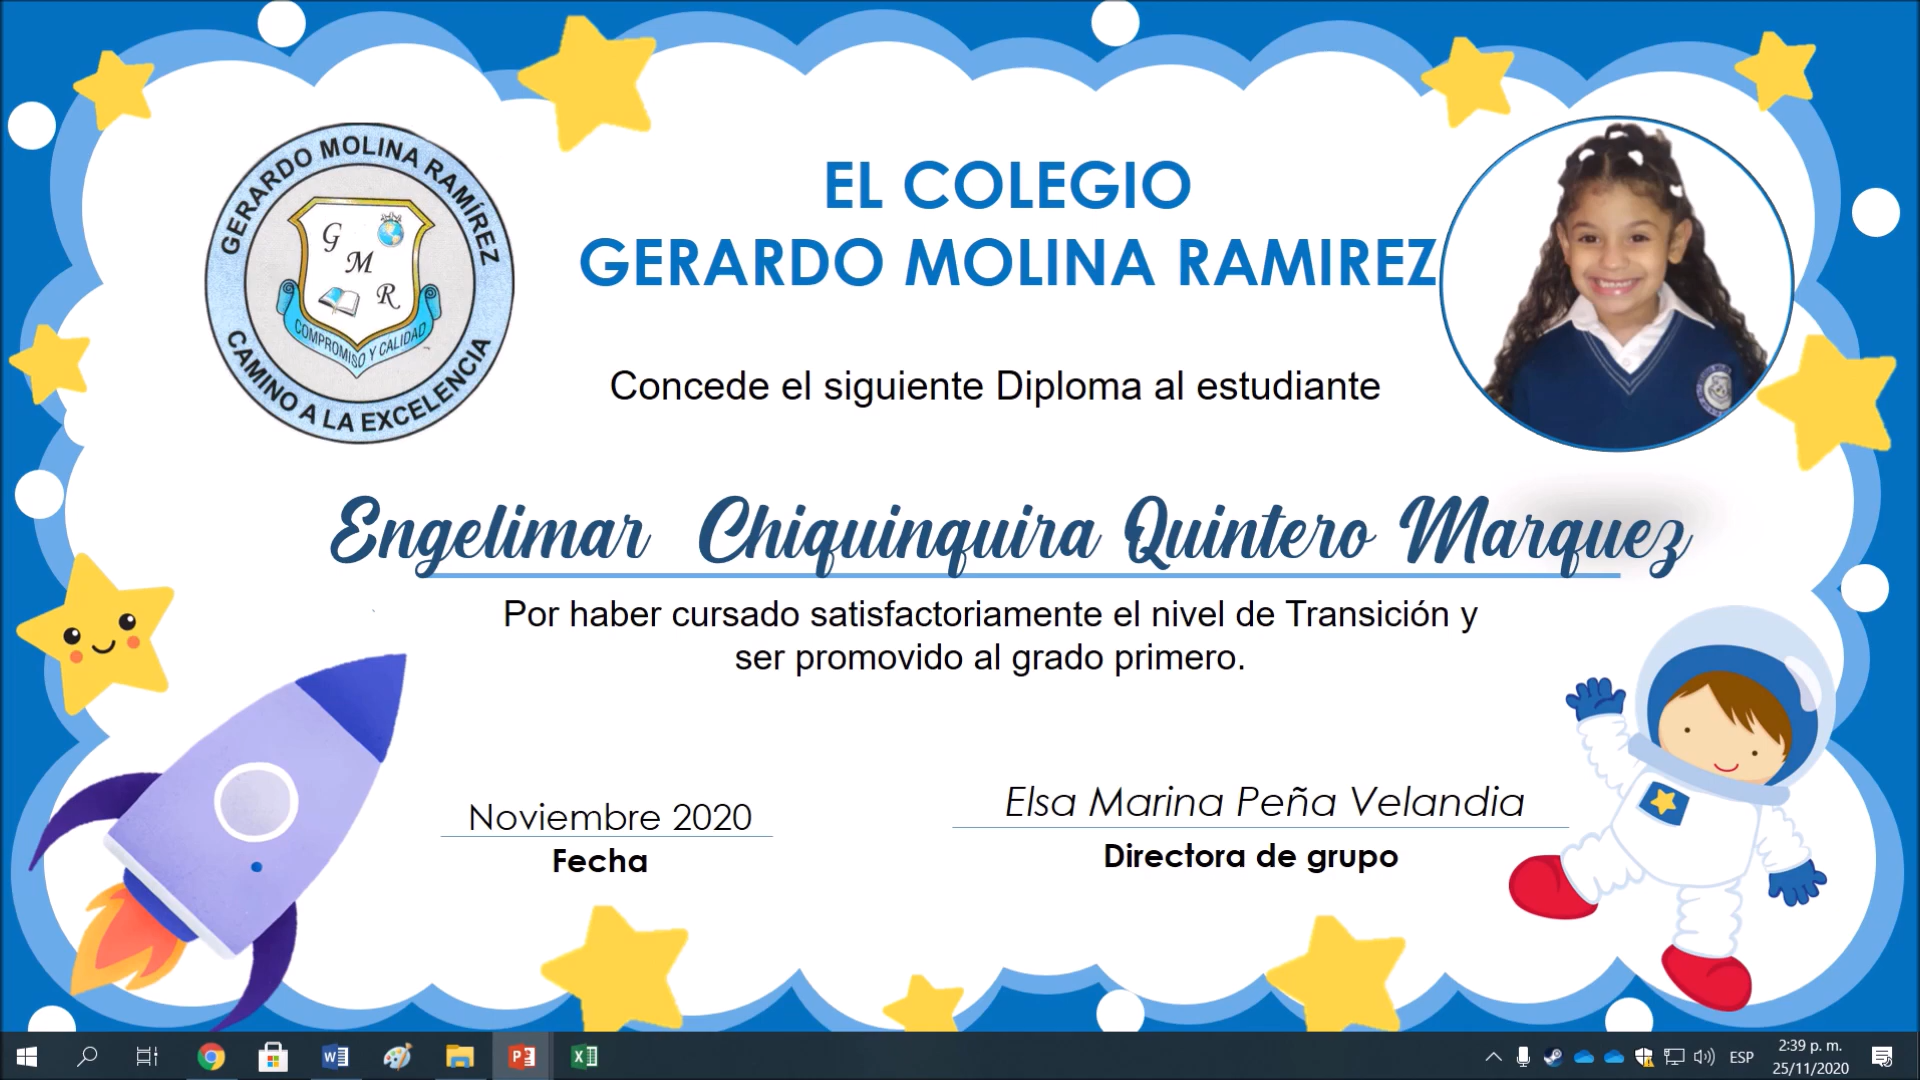 GERARDO MOLINA RAMÍREZ
G
M
R
COMPROMISO Y CALIDAD
CAMINO A LA EXCELENCIA
EL COLEGIO
GERARDO MOLINA RAMIREZ
Concede el siguiente Diploma al estudiante
Engelimar Chiquinquira Quintero Marquez
Por haber cursado satisfactoriamente el nivel de Transición y
ser promovido al grado primero.
Noviembre 2020
Fecha
Elsa Marina Peña Velandia
Directora de grupo
ESP
2:39 p. m.
25/11/2020